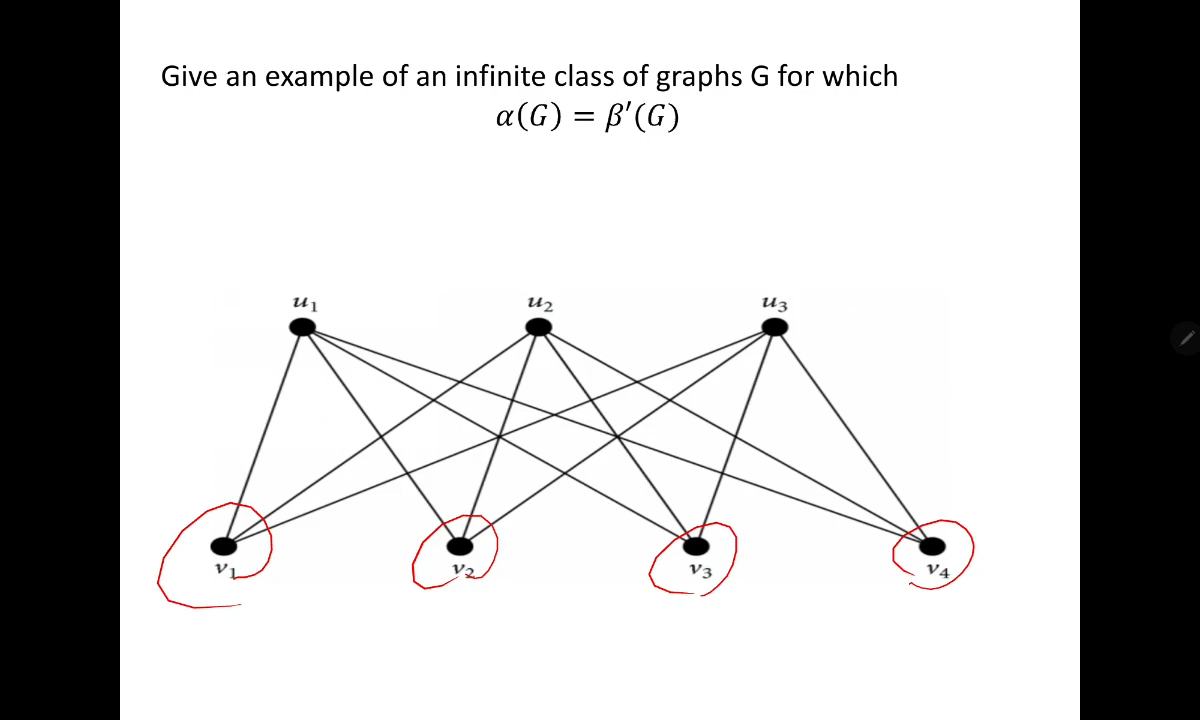 Give an example of an infinite class of graphs G for which
α(G) = β′(G)
u₁ u₂ u₃
v₁ v₂ v₃ v₄